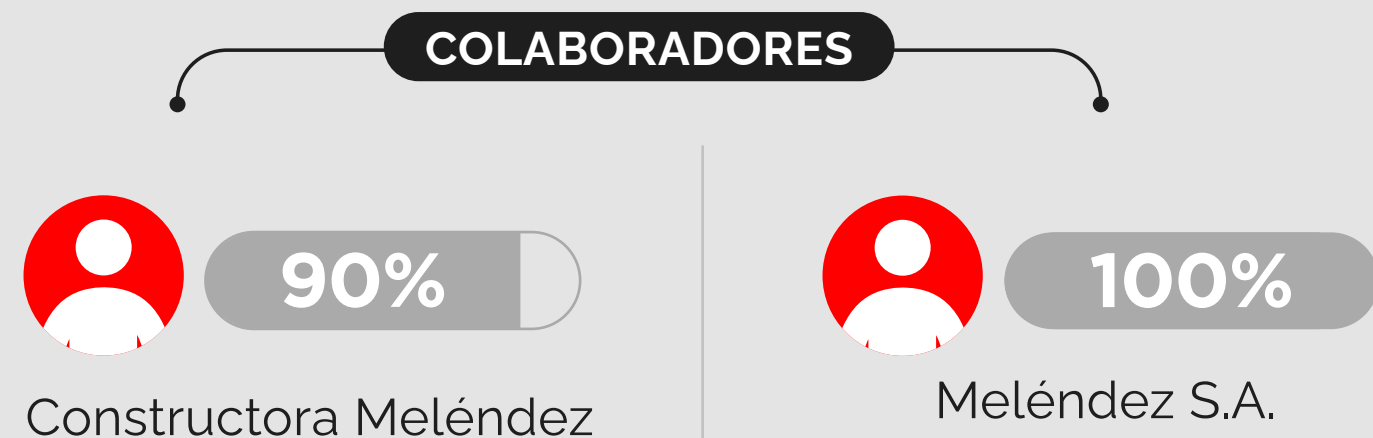 COLABORADORES
90%
100%
Constructora Meléndez
Meléndez S.A.